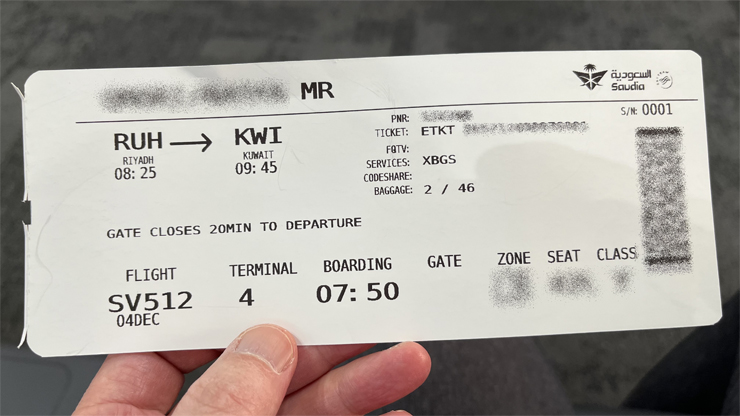 MR
السعودية
Saudia
S/N: 0001
RUH → KWI
RIYADH KUWAIT
08:25 09:45
PNR:
TICKET: ETKT
FQTV:
SERVICES: XBGS
CODESHARE:
BAGGAGE: 2 / 46
GATE CLOSES 20MIN TO DEPARTURE
FLIGHT TERMINAL BOARDING GATE ZONE SEAT CLASS
SV512 4 07:50
04DEC